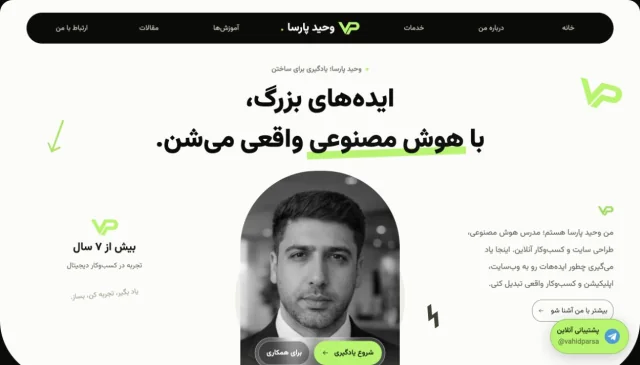 خانه
درباره من
خدمات
VP وحید پارسا .
آموزش‌ها
مقالات
ارتباط با من
وحید پارسا؛ یادگیری برای ساختن
ایده‌های بزرگ،
با هوش مصنوعی واقعی می‌شن.
VP
VP
من وحید پارسا هستم؛ مدرس هوش مصنوعی،
طراحی سایت و کسب‌وکار آنلاین. اینجا یاد
می‌گیری چطور ایده‌هات رو به وب‌سایت،
اپلیکیشن و کسب‌وکار واقعی تبدیل کنی.
بیشتر با من آشنا شو ←
VP
بیش از ۷ سال
تجربه در کسب‌وکار دیجیتال
یاد بگیر، تجربه کن، بساز.
شروع یادگیری ←
برای همکاری
پشتیبانی آنلاین
@vahidparsa